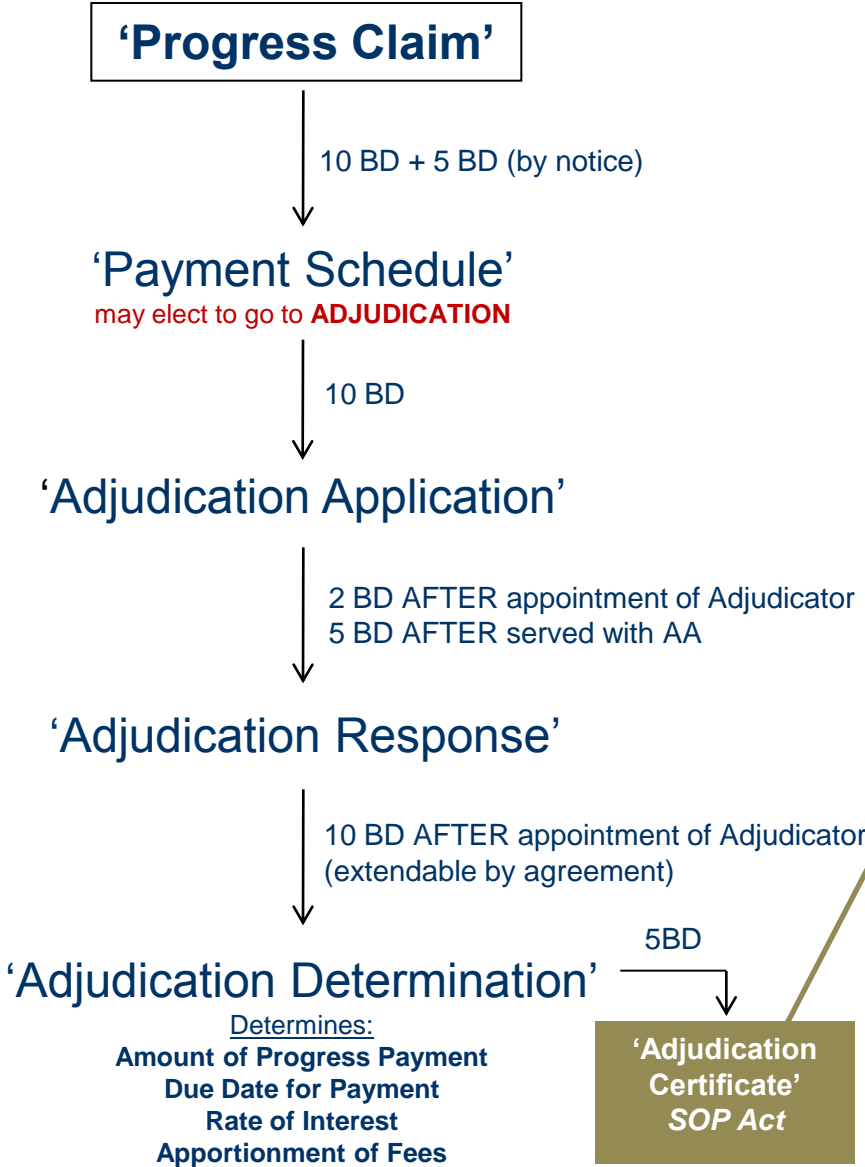 ‘Progress Claim’
10 BD + 5 BD (by notice)
‘Payment Schedule’
may elect to go to ADJUDICATION
10 BD
‘Adjudication Application’
2 BD AFTER appointment of Adjudicator
5 BD AFTER served with AA
‘Adjudication Response’
10 BD AFTER appointment of Adjudicator
(extendable by agreement)
5BD
‘Adjudication Determination’
Determines:
Amount of Progress Payment
Due Date for Payment
Rate of Interest
Apportionment of Fees
‘Adjudication
Certificate’
SOP Act